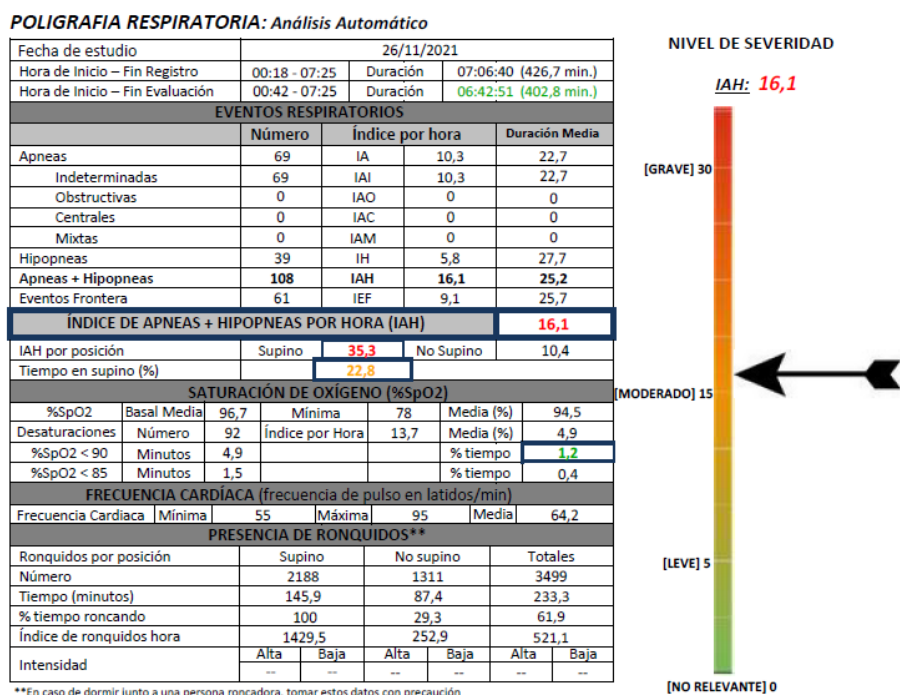 POLIGRAFIA RESPIRATORIA: Análisis Automático
Fecha de estudio 26/11/2021
Hora de Inicio – Fin Registro 00:18 - 07:25 Duración 07:06:40 (426,7 min.)
Hora de Inicio – Fin Evaluación 00:42 - 07:25 Duración 06:42:51 (402,8 min.)
EVENTOS RESPIRATORIOS
Número Índice por hora Duración Media
Apneas 69 IA 10,3 22,7
Indeterminadas 69 IAI 10,3 22,7
Obstructivas 0 IAO 0 0
Centrales 0 IAC 0 0
Mixtas 0 IAM 0 0
Hipopneas 39 IH 5,8 27,7
Apneas + Hipopneas 108 IAH 16,1 25,2
Eventos Frontera 61 IEF 9,1 25,7
ÍNDICE DE APNEAS + HIPOPNEAS POR HORA (IAH) 16,1
IAH por posición Supino 35,3 No Supino 10,4
Tiempo en supino (%) 22,8
SATURACIÓN DE OXÍGENO (%SpO2)
%SpO2 Basal Media 96,7 Mínima 78 Media (%) 94,5
Desaturaciones Número 92 Índice por Hora 13,7 Media (%) 4,9
%SpO2 < 90 Minutos 4,9 % tiempo 1,2
%SpO2 < 85 Minutos 1,5 % tiempo 0,4
FRECUENCIA CARDÍACA (frecuencia de pulso en latidos/min)
Frecuencia Cardiaca Mínima 55 Máxima 95 Media 64,2
PRESENCIA DE RONQUIDOS**
Ronquidos por posición Supino No supino Totales
Número 2188 1311 3499
Tiempo (minutos) 145,9 87,4 233,3
% tiempo roncando 100 29,3 61,9
Índice de ronquidos hora 1429,5 252,9 521,1
Intensidad Alta Baja Alta Baja Alta Baja
-- -- -- -- -- --
**En caso de dormir junto a una persona roncadora, tomar estos datos con precaución
NIVEL DE SEVERIDAD
IAH: 16,1
[GRAVE] 30
[MODERADO] 15
[LEVE] 5
[NO RELEVANTE] 0